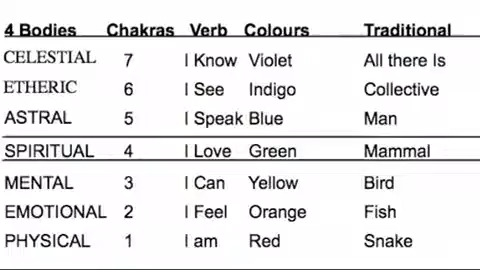 4 Bodies Chakras Verb Colours Traditional
CELESTIAL 7 I Know Violet All there Is
ETHERIC 6 I See Indigo Collective
ASTRAL 5 I Speak Blue Man
SPIRITUAL 4 I Love Green Mammal
MENTAL 3 I Can Yellow Bird
EMOTIONAL 2 I Feel Orange Fish
PHYSICAL 1 I am Red Snake